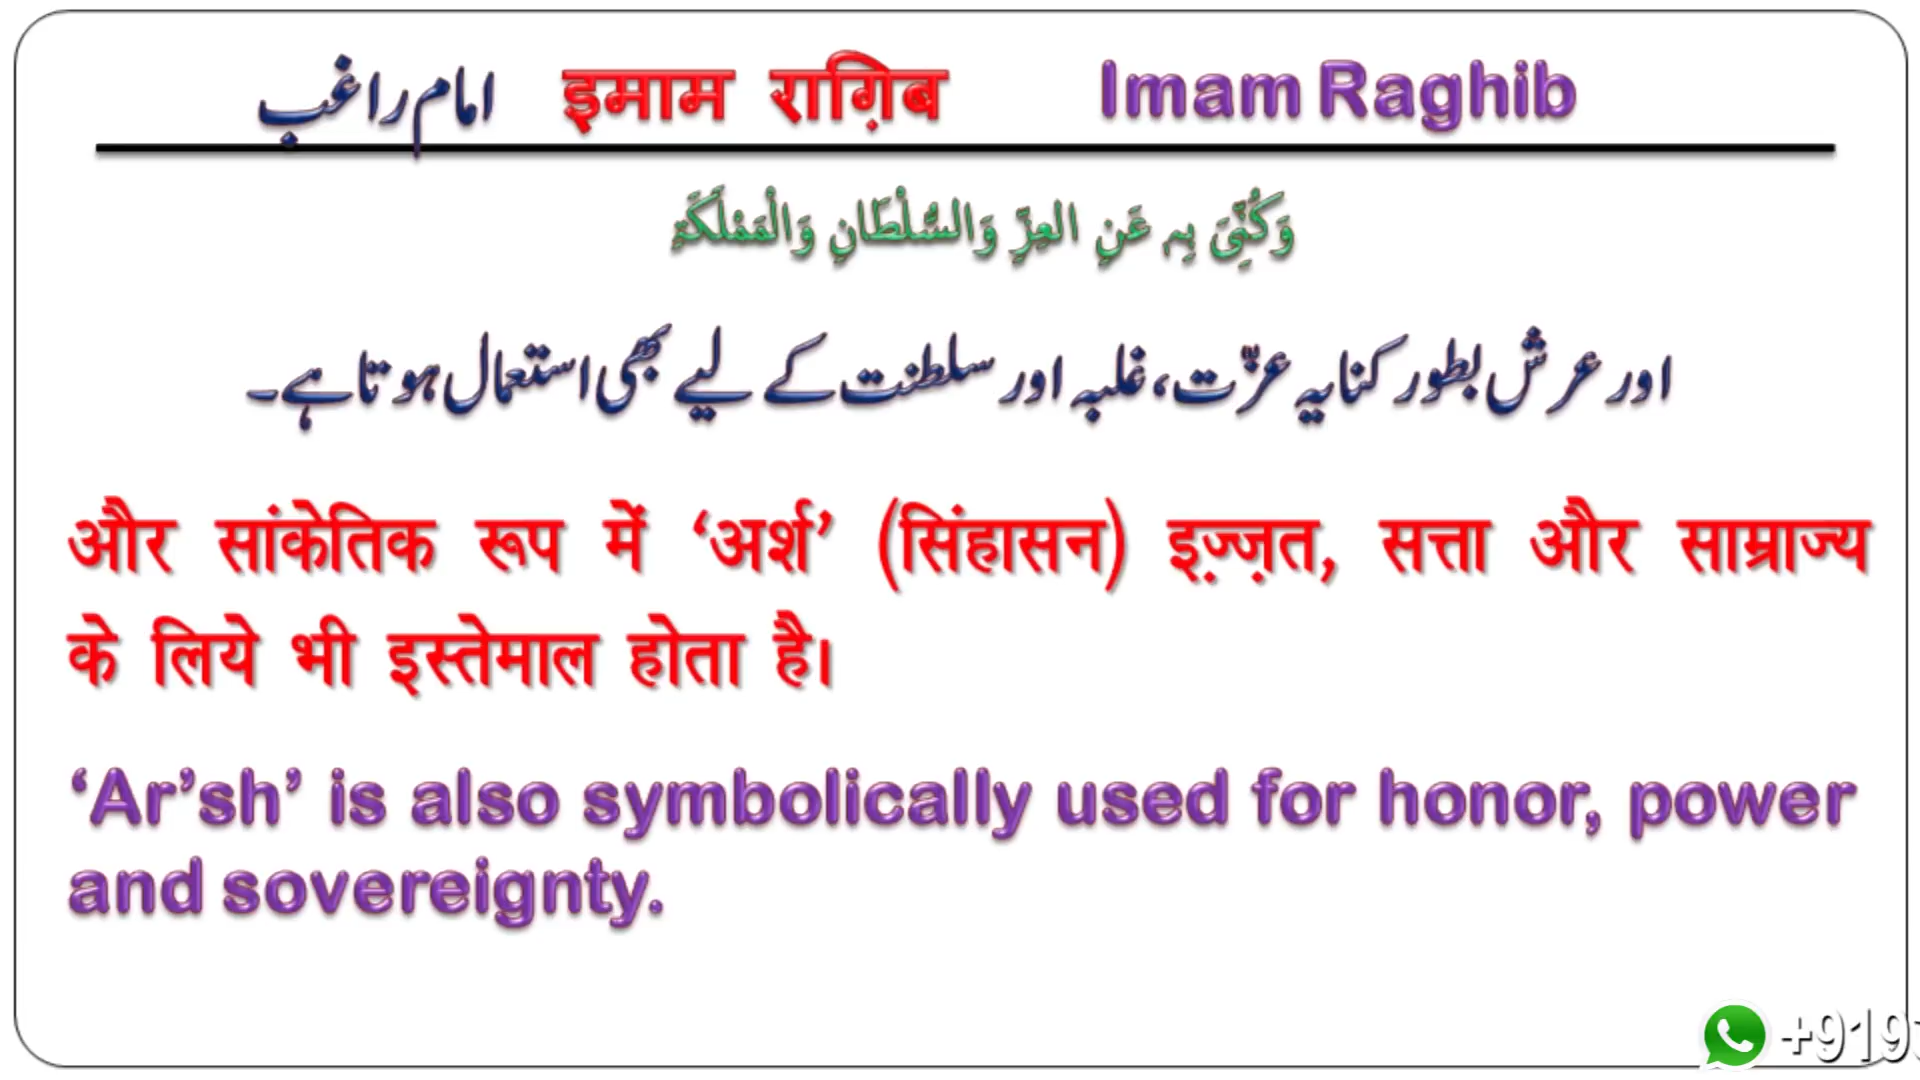 امام راغب इमाम राग़िब Imam Raghib
وَكُنِّيَ بِہٖ عَنِ العِزِّ وَالسُّلْطَانِ وَالْمَمْلَكَةِ
اور عرش بطور کنایہ عزّت، غلبہ اور سلطنت کے لیے بھی استعمال ہوتا ہے۔
और सांकेतिक रूप में ‘अर्श’ (सिंहासन) इज़्ज़त, सत्ता और साम्राज्य
के लिये भी इस्तेमाल होता है।
‘Ar’sh’ is also symbolically used for honor, power
and sovereignty.
+919